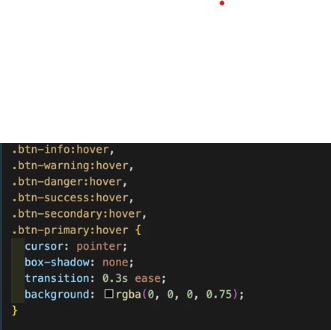 .btn-info:hover,
.btn-warning:hover,
.btn-danger:hover,
.btn-success:hover,
.btn-secondary:hover,
.btn-primary:hover {
cursor: pointer;
box-shadow: none;
transition: 0.3s ease;
background: rgba(0, 0, 0, 0.75);
}